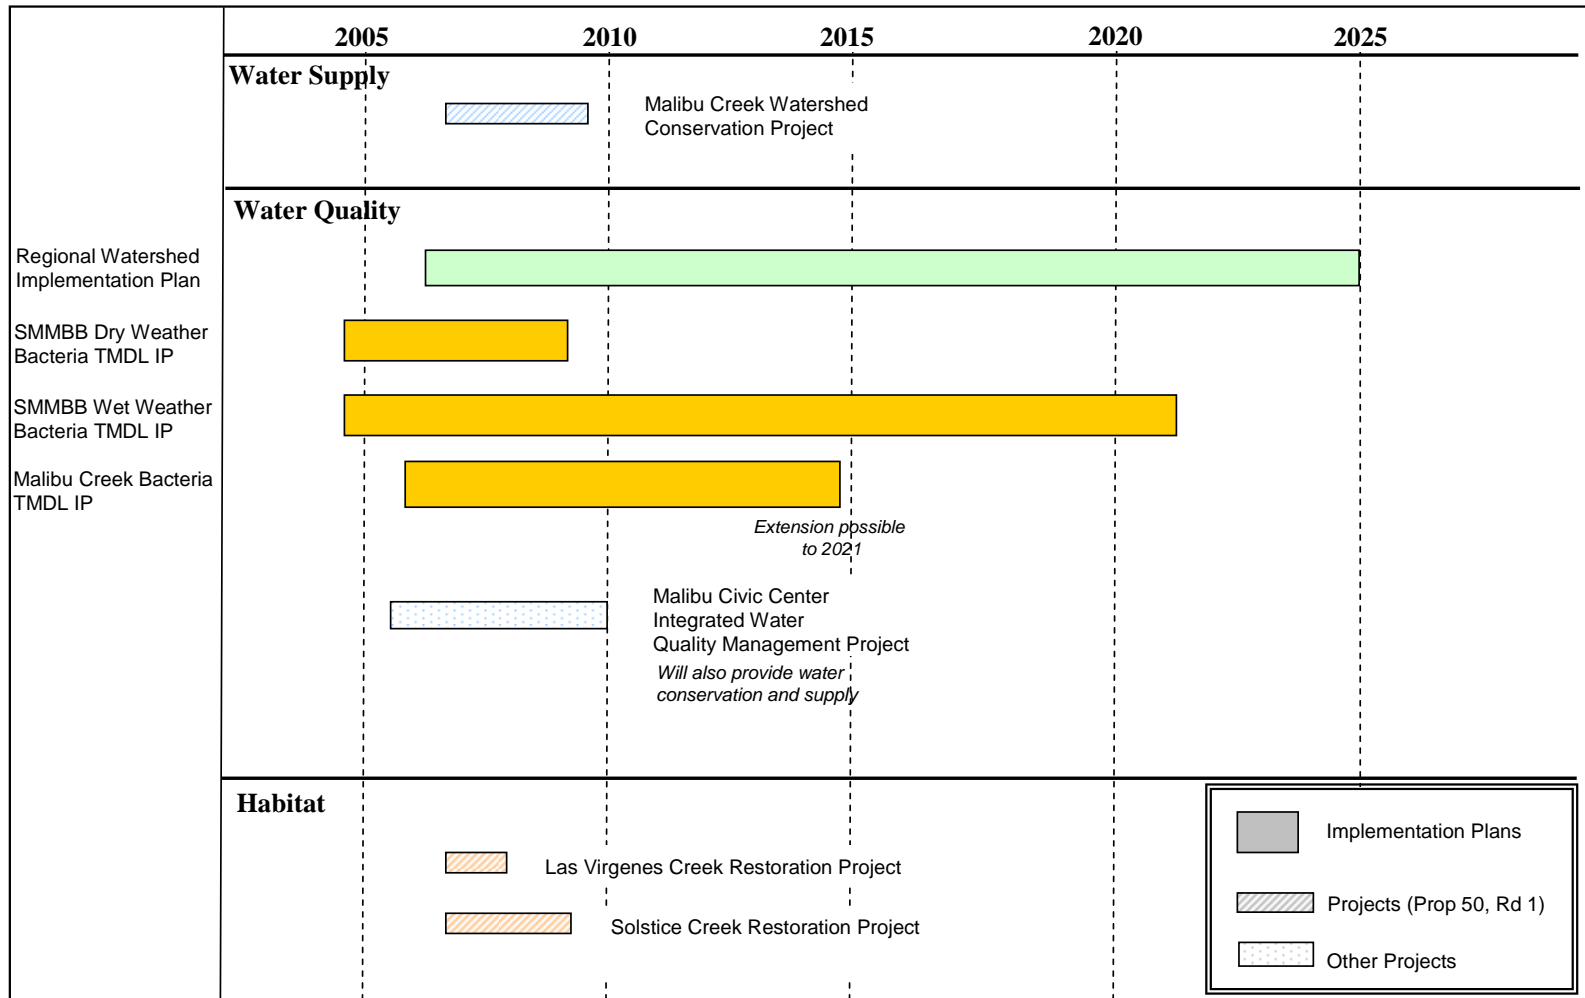 2005 2010 2015 2020 2025
Water Supply
Malibu Creek Watershed
Conservation Project
Water Quality
Regional Watershed
Implementation Plan
SMMBB Dry Weather
Bacteria TMDL IP
SMMBB Wet Weather
Bacteria TMDL IP
Malibu Creek Bacteria
TMDL IP
Extension possible
to 2021
Malibu Civic Center
Integrated Water
Quality Management Project
Will also provide water
conservation and supply
Habitat
Las Virgenes Creek Restoration Project
Solstice Creek Restoration Project
Implementation Plans
Projects (Prop 50, Rd 1)
Other Projects